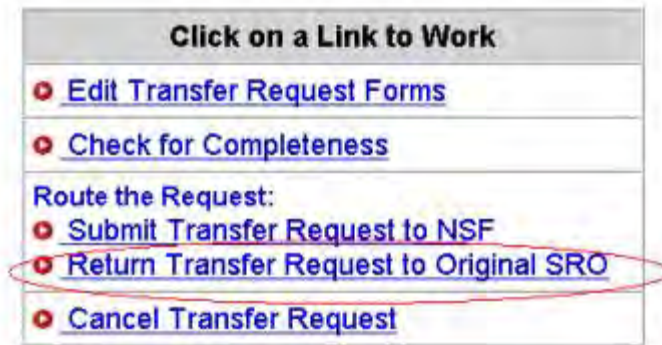 Click on a Link to Work
Edit Transfer Request Forms
Check for Completeness
Route the Request:
Submit Transfer Request to NSF
Return Transfer Request to Original SRO
Cancel Transfer Request